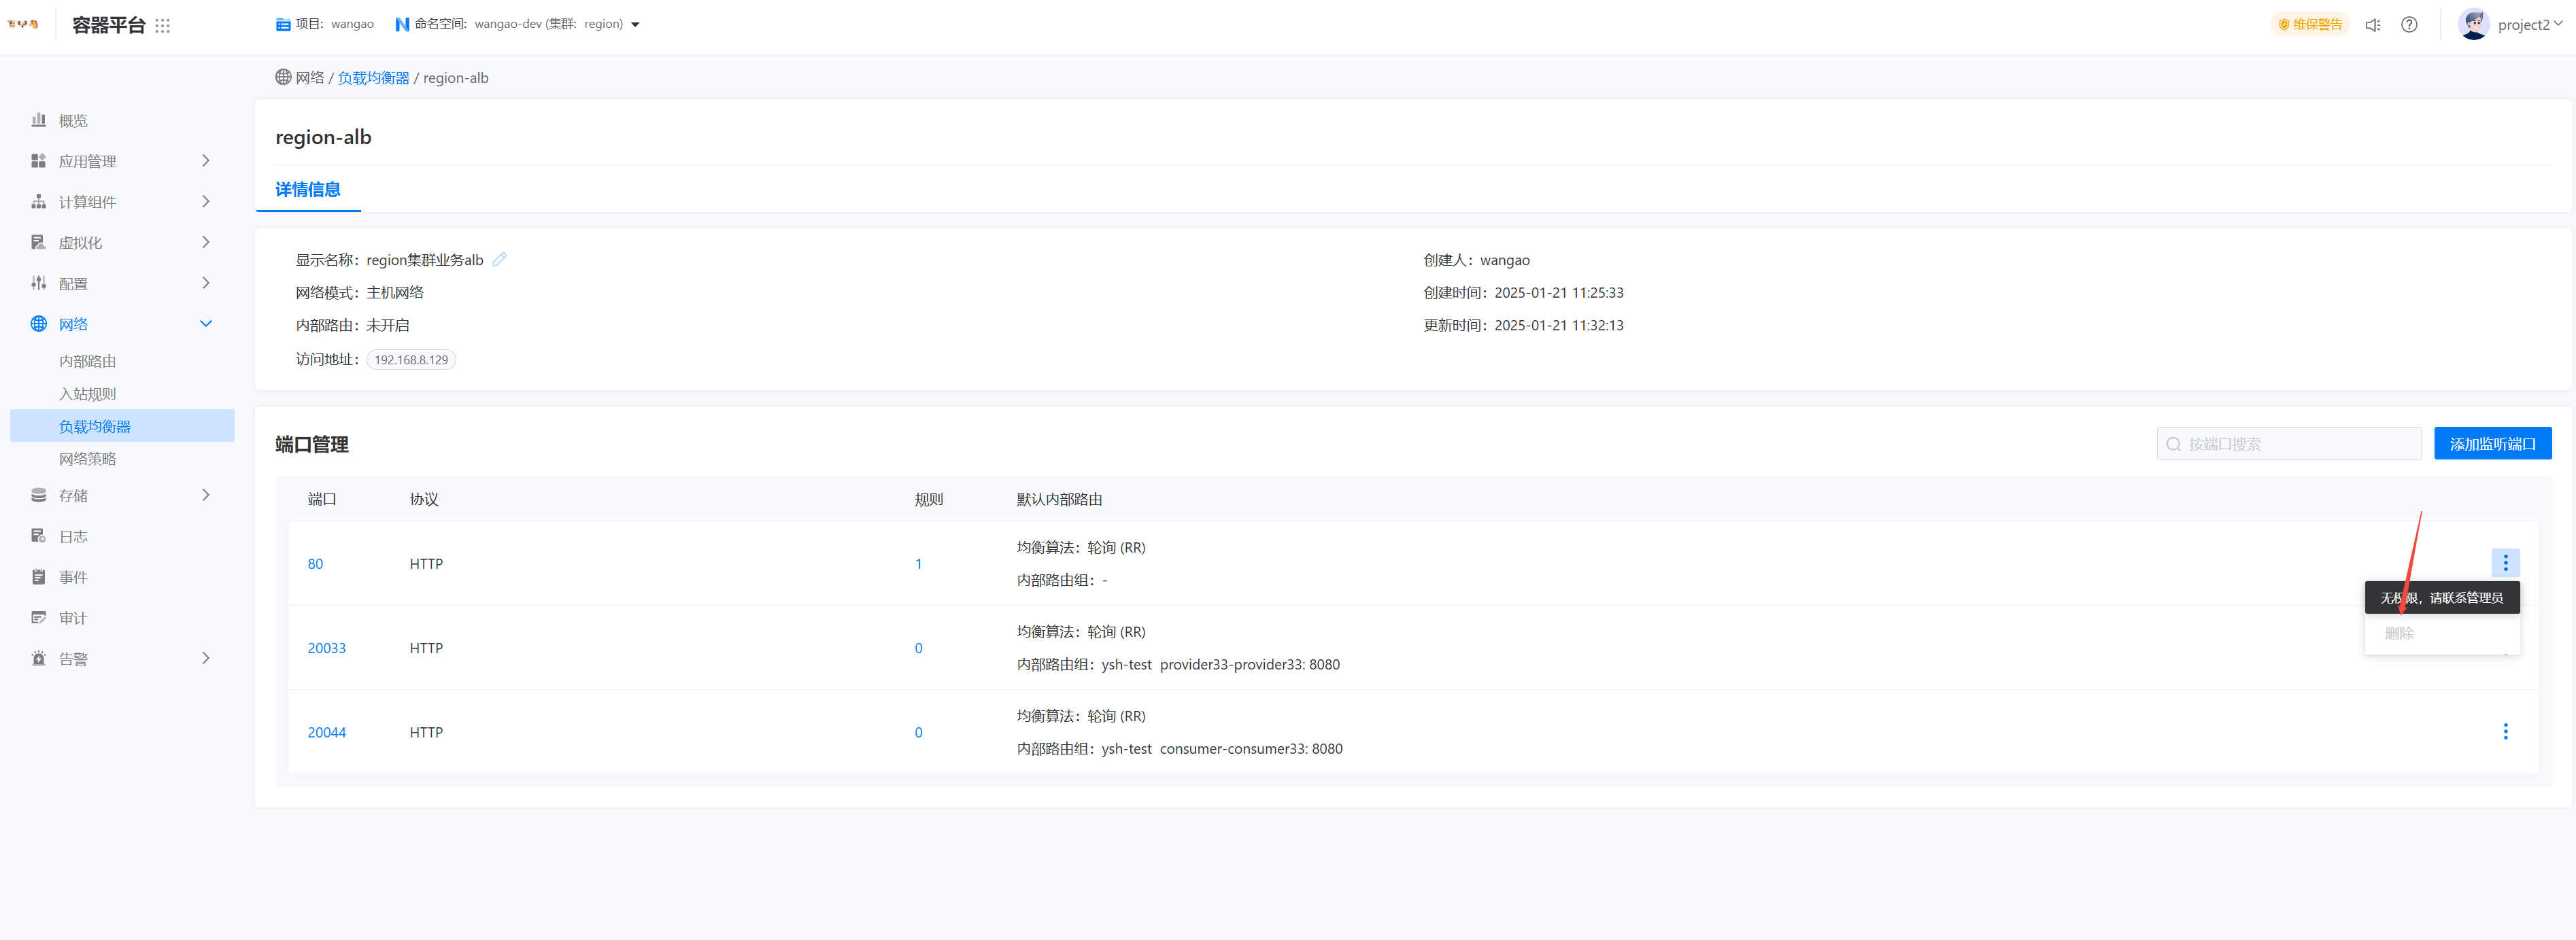 容器平台
项目: wangao
命名空间: wangao-dev (集群: region)
维保警告
project2
网络 / 负载均衡器 / region-alb
概览
应用管理
计算组件
虚拟化
配置
网络
内部路由
入站规则
负载均衡器
网络策略
存储
日志
事件
审计
告警
region-alb
详情信息
显示名称: region集群业务alb
创建人: wangao
网络模式: 主机网络
创建时间: 2025-01-21 11:25:33
内部路由: 未开启
更新时间: 2025-01-21 11:32:13
访问地址: 192.168.8.129
端口管理
按端口搜索
添加监听端口
端口 协议 规则 默认内部路由
80 HTTP 1
均衡算法: 轮询 (RR)
内部路由组: -
无权限，请联系管理员
删除
20033 HTTP 0
均衡算法: 轮询 (RR)
内部路由组: ysh-test provider33-provider33: 8080
20044 HTTP 0
均衡算法: 轮询 (RR)
内部路由组: ysh-test consumer-consumer33: 8080